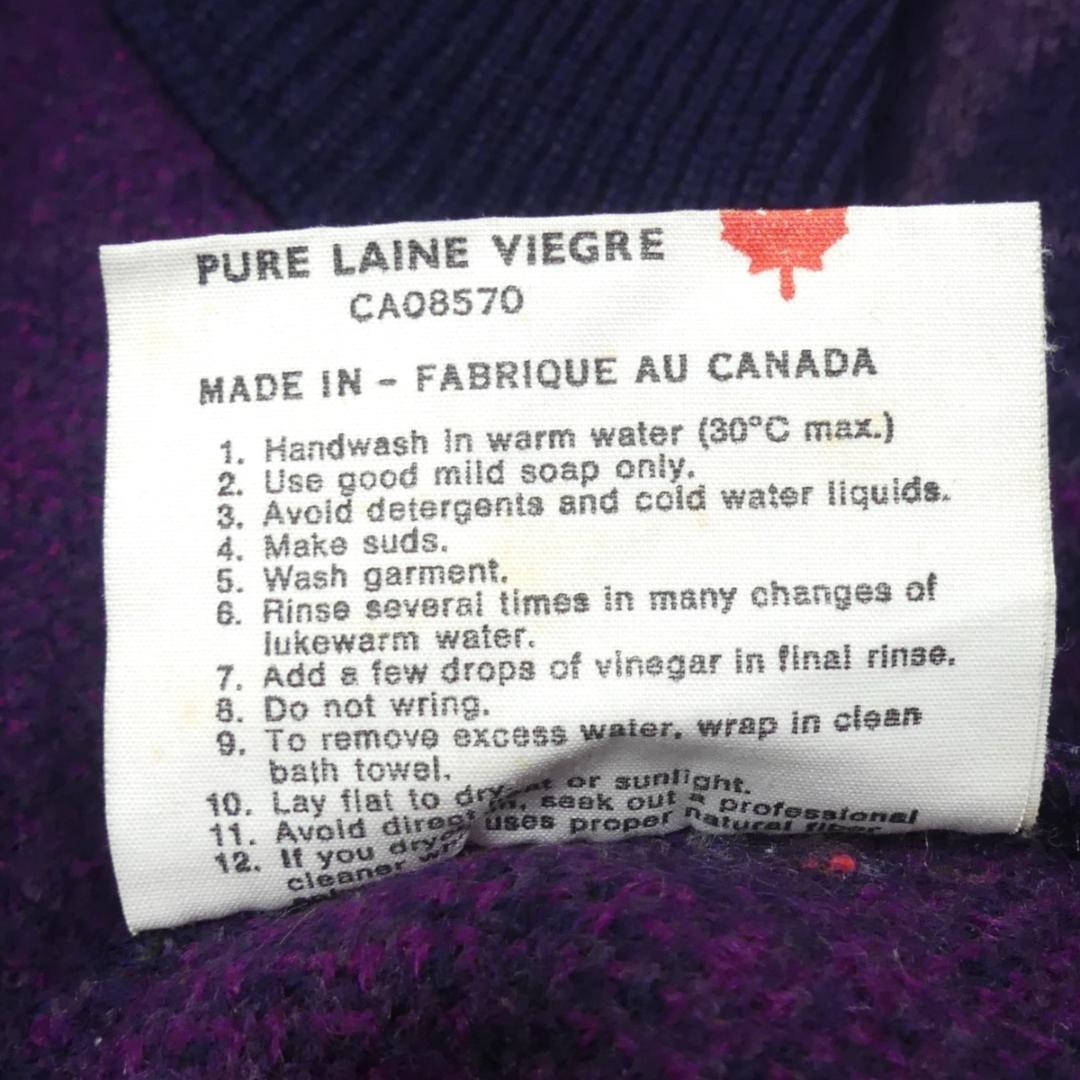 PURE LAINE VIEGRE
CA08570
MADE IN - FABRIQUE AU CANADA
1. Handwash in warm water (30°C max.)
2. Use good mild soap only.
3. Avoid detergents and cold water liquids.
4. Make suds.
5. Wash garment.
6. Rinse several times in many changes of
lukewarm water.
7. Add a few drops of vinegar in final rinse.
8. Do not wring.
9. To remove excess water, wrap in clean
bath towel.
10. Lay flat to dry.
11. Avoid direct or sunlight.
12. If you seek out a professional
cleaner uses proper natural fiber